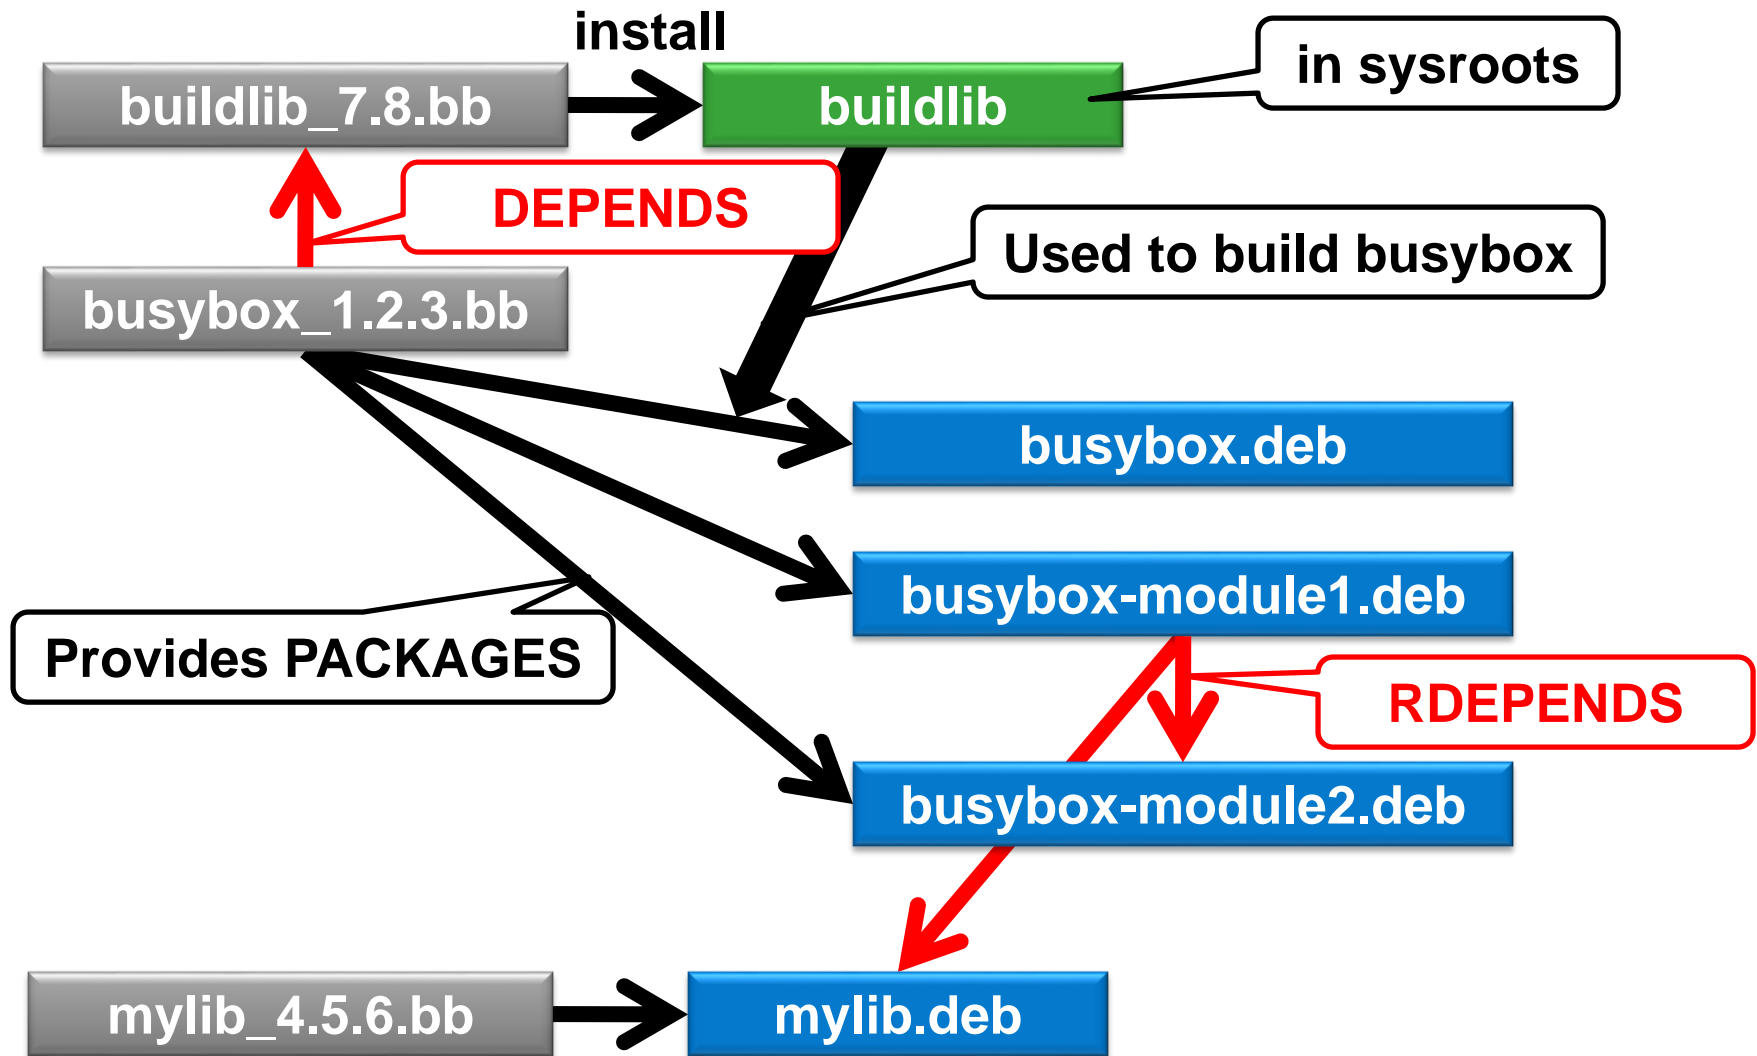 install
in sysroots
buildlib_7.8.bb
buildlib
DEPENDS
Used to build busybox
busybox_1.2.3.bb
busybox.deb
busybox-module1.deb
Provides PACKAGES
RDEPENDS
busybox-module2.deb
mylib_4.5.6.bb
mylib.deb